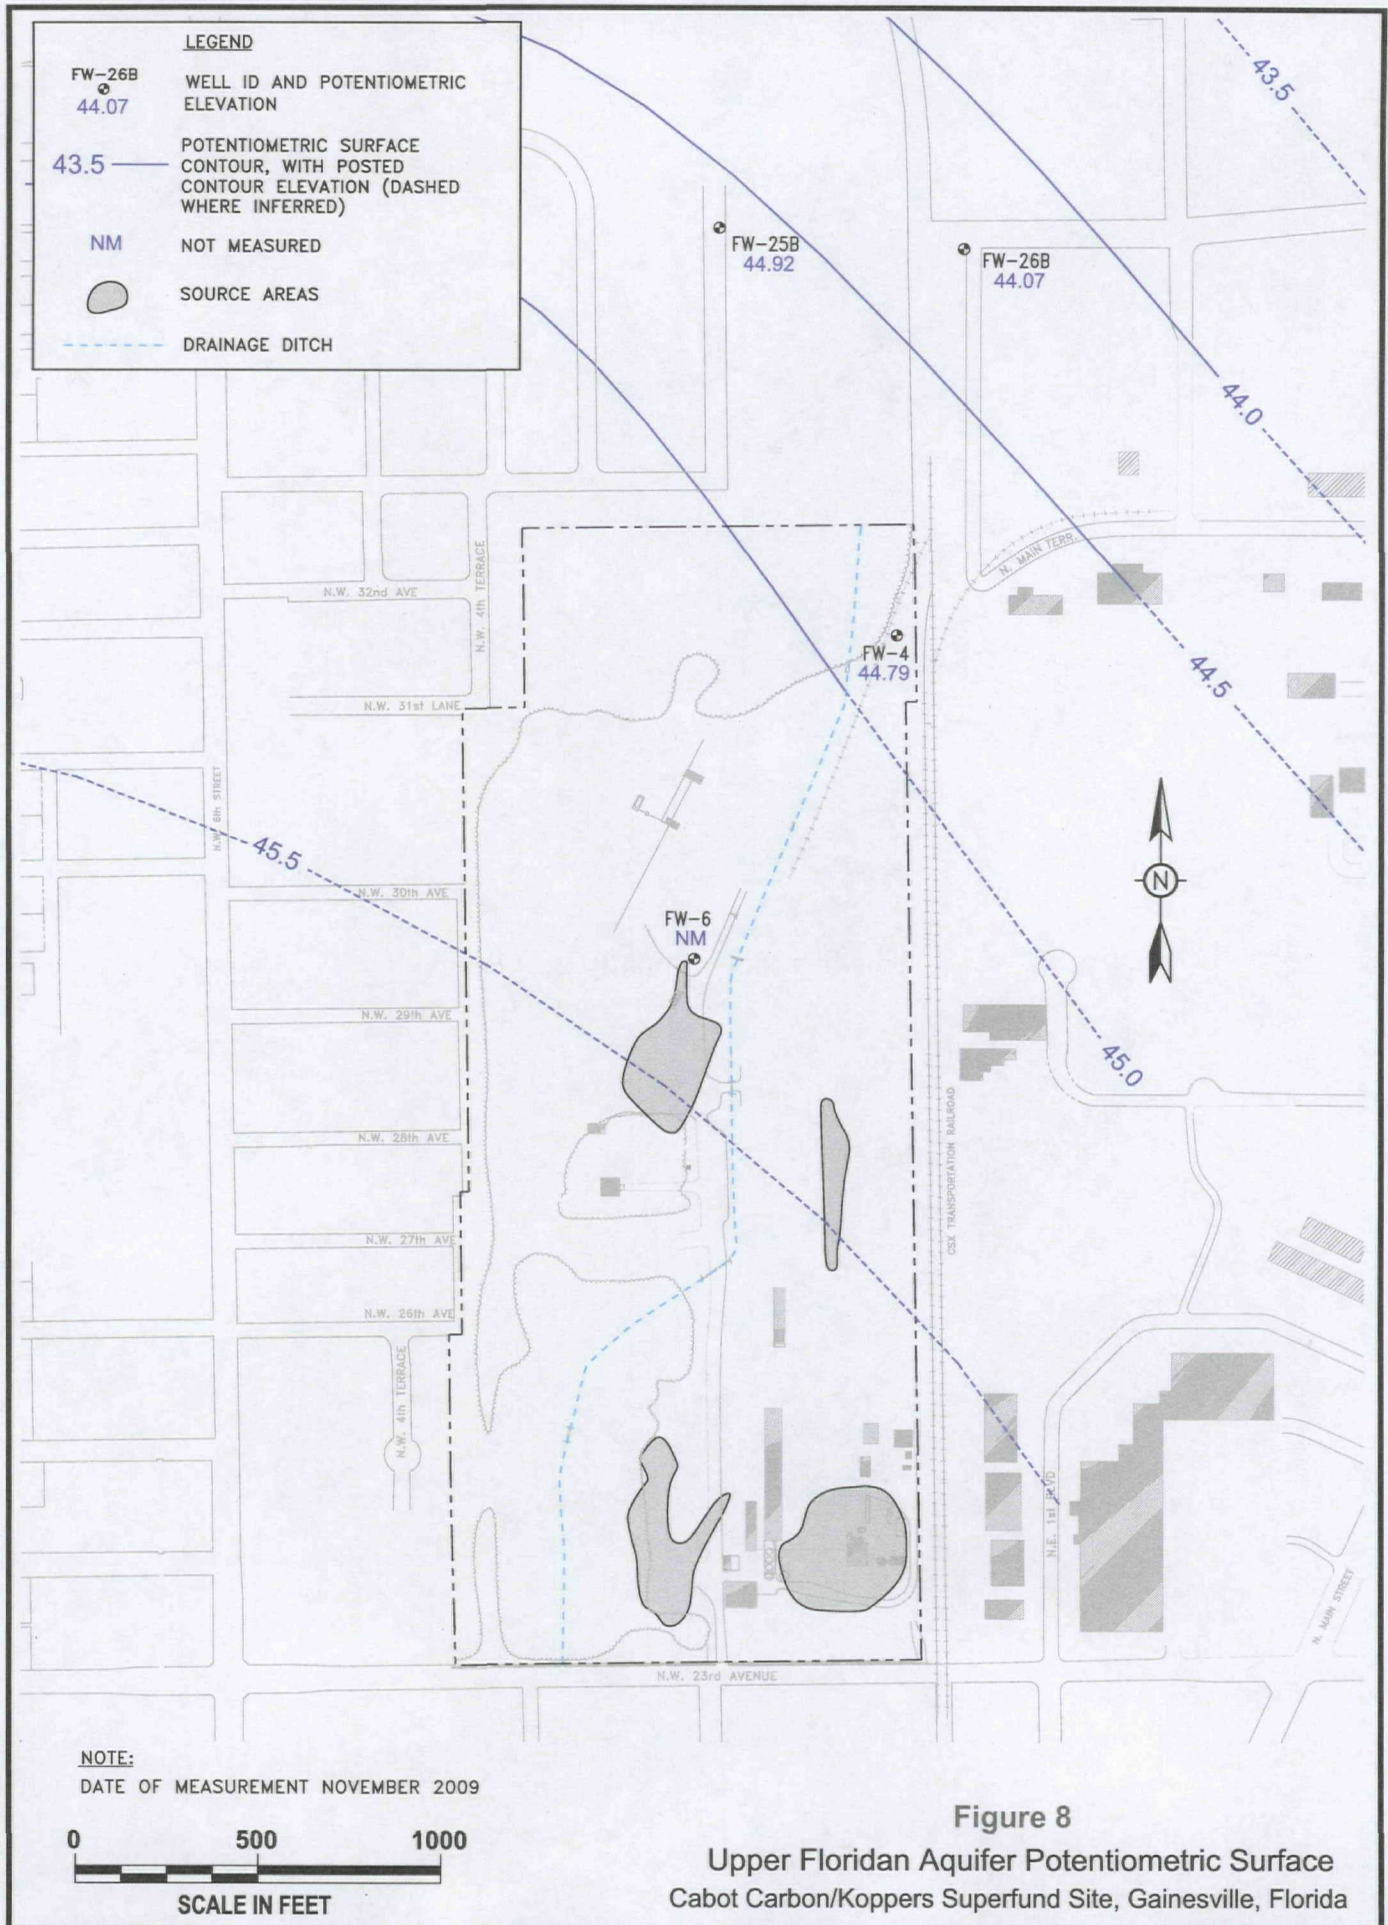 LEGEND
FW-26B
44.07
WELL ID AND POTENTIOMETRIC
ELEVATION
43.5
POTENTIOMETRIC SURFACE
CONTOUR, WITH POSTED
CONTOUR ELEVATION (DASHED
WHERE INFERRED)
NM
NOT MEASURED
SOURCE AREAS
DRAINAGE DITCH
43.5
FW-25B
44.92
FW-26B
44.07
44.0
N. MAIN TERR.
N.W. 32nd AVE
N.W. 4th TERRACE
FW-4
44.79
44.5
N.W. 31st LANE
N.W. 6th STREET
45.5
N.W. 30th AVE
N
FW-6
NM
N.W. 29th AVE
45.0
N.W. 28th AVE
CSX TRANSPORTATION RAILROAD
N.W. 27th AVE
N.W. 26th AVE
N.W. 4th TERRACE
N.E. 1st BLVD
N. MAIN STREET
N.W. 23rd AVENUE
NOTE:
DATE OF MEASUREMENT NOVEMBER 2009
0 500 1000
SCALE IN FEET
Figure 8
Upper Floridan Aquifer Potentiometric Surface
Cabot Carbon/Koppers Superfund Site, Gainesville, Florida